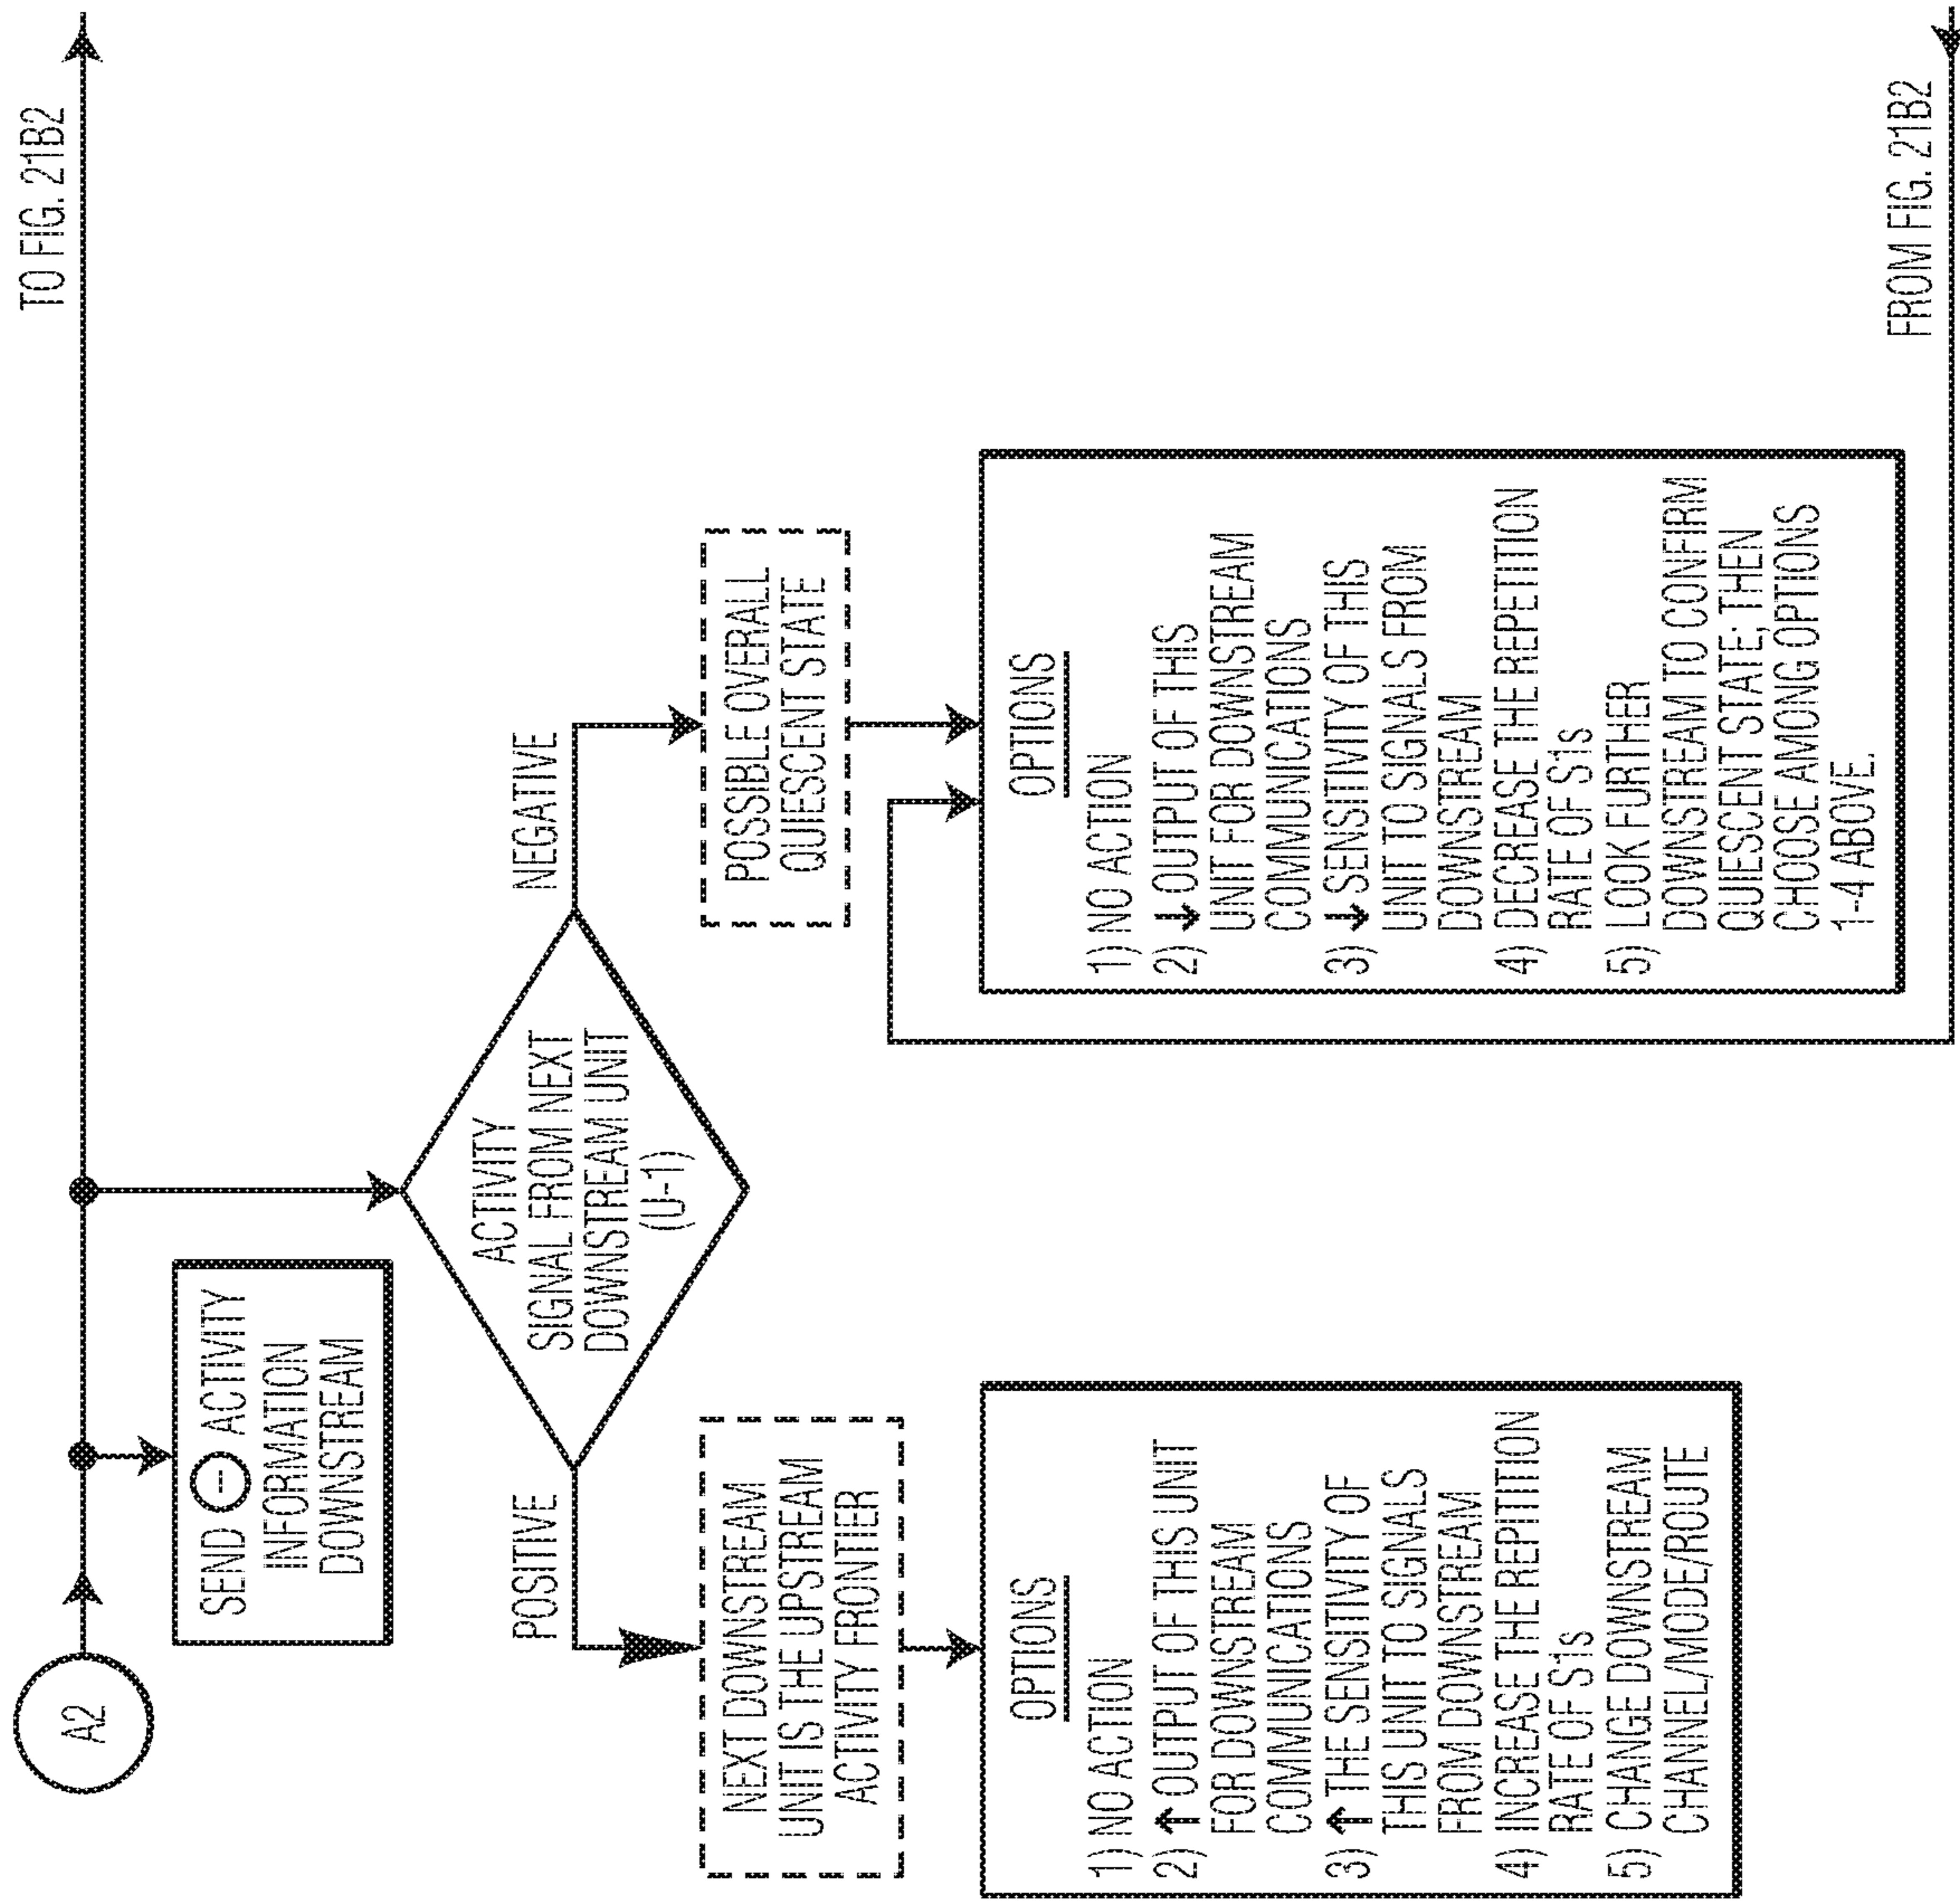 TO FIG. 21B2
A2
SEND - ACTIVITY
INFORMATION
DOWNSTREAM
ACTIVITY
SIGNAL FROM NEXT
DOWNSTREAM UNIT
(U-1)
POSITIVE
NEGATIVE
NEXT DOWNSTREAM
UNIT IS THE UPSTREAM
ACTIVITY FRONTIER
POSSIBLE OVERALL
QUIESCENT STATE
OPTIONS
1) NO ACTION
2) ↑ OUTPUT OF THIS UNIT
FOR DOWNSTREAM
COMMUNICATIONS
3) ↑ THE SENSITIVITY OF
THIS UNIT TO SIGNALS
FROM DOWNSTREAM
4) INCREASE THE REPITITION
RATE OF S1s
5) CHANGE DOWNSTREAM
CHANNEL/MODE/ROUTE
OPTIONS
1) NO ACTION
2) ↓ OUTPUT OF THIS
UNIT FOR DOWNSTREAM
COMMUNICATIONS
3) ↓ SENSITIVITY OF THIS
UNIT TO SIGNALS FROM
DOWNSTREAM
4) DECREASE THE REPETITION
RATE OF S1s
5) LOOK FURTHER
DOWNSTREAM TO CONFIRM
QUIESCENT STATE; THEN
CHOOSE AMONG OPTIONS
1-4 ABOVE.
FROM FIG. 21B2